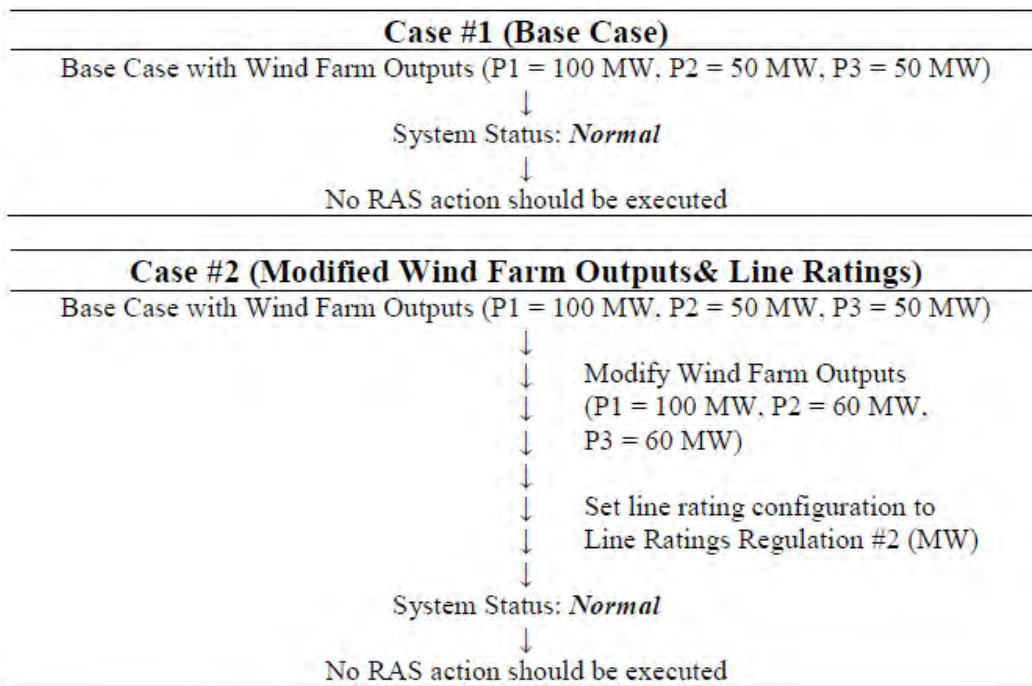 Case #1 (Base Case)
Base Case with Wind Farm Outputs (P1 = 100 MW, P2 = 50 MW, P3 = 50 MW)
↓
System Status: Normal
↓
No RAS action should be executed
Case #2 (Modified Wind Farm Outputs& Line Ratings)
Base Case with Wind Farm Outputs (P1 = 100 MW, P2 = 50 MW, P3 = 50 MW)
↓
↓ Modify Wind Farm Outputs
↓ (P1 = 100 MW, P2 = 60 MW,
↓ P3 = 60 MW)
↓
↓ Set line rating configuration to
↓ Line Ratings Regulation #2 (MW)
↓
System Status: Normal
↓
No RAS action should be executed